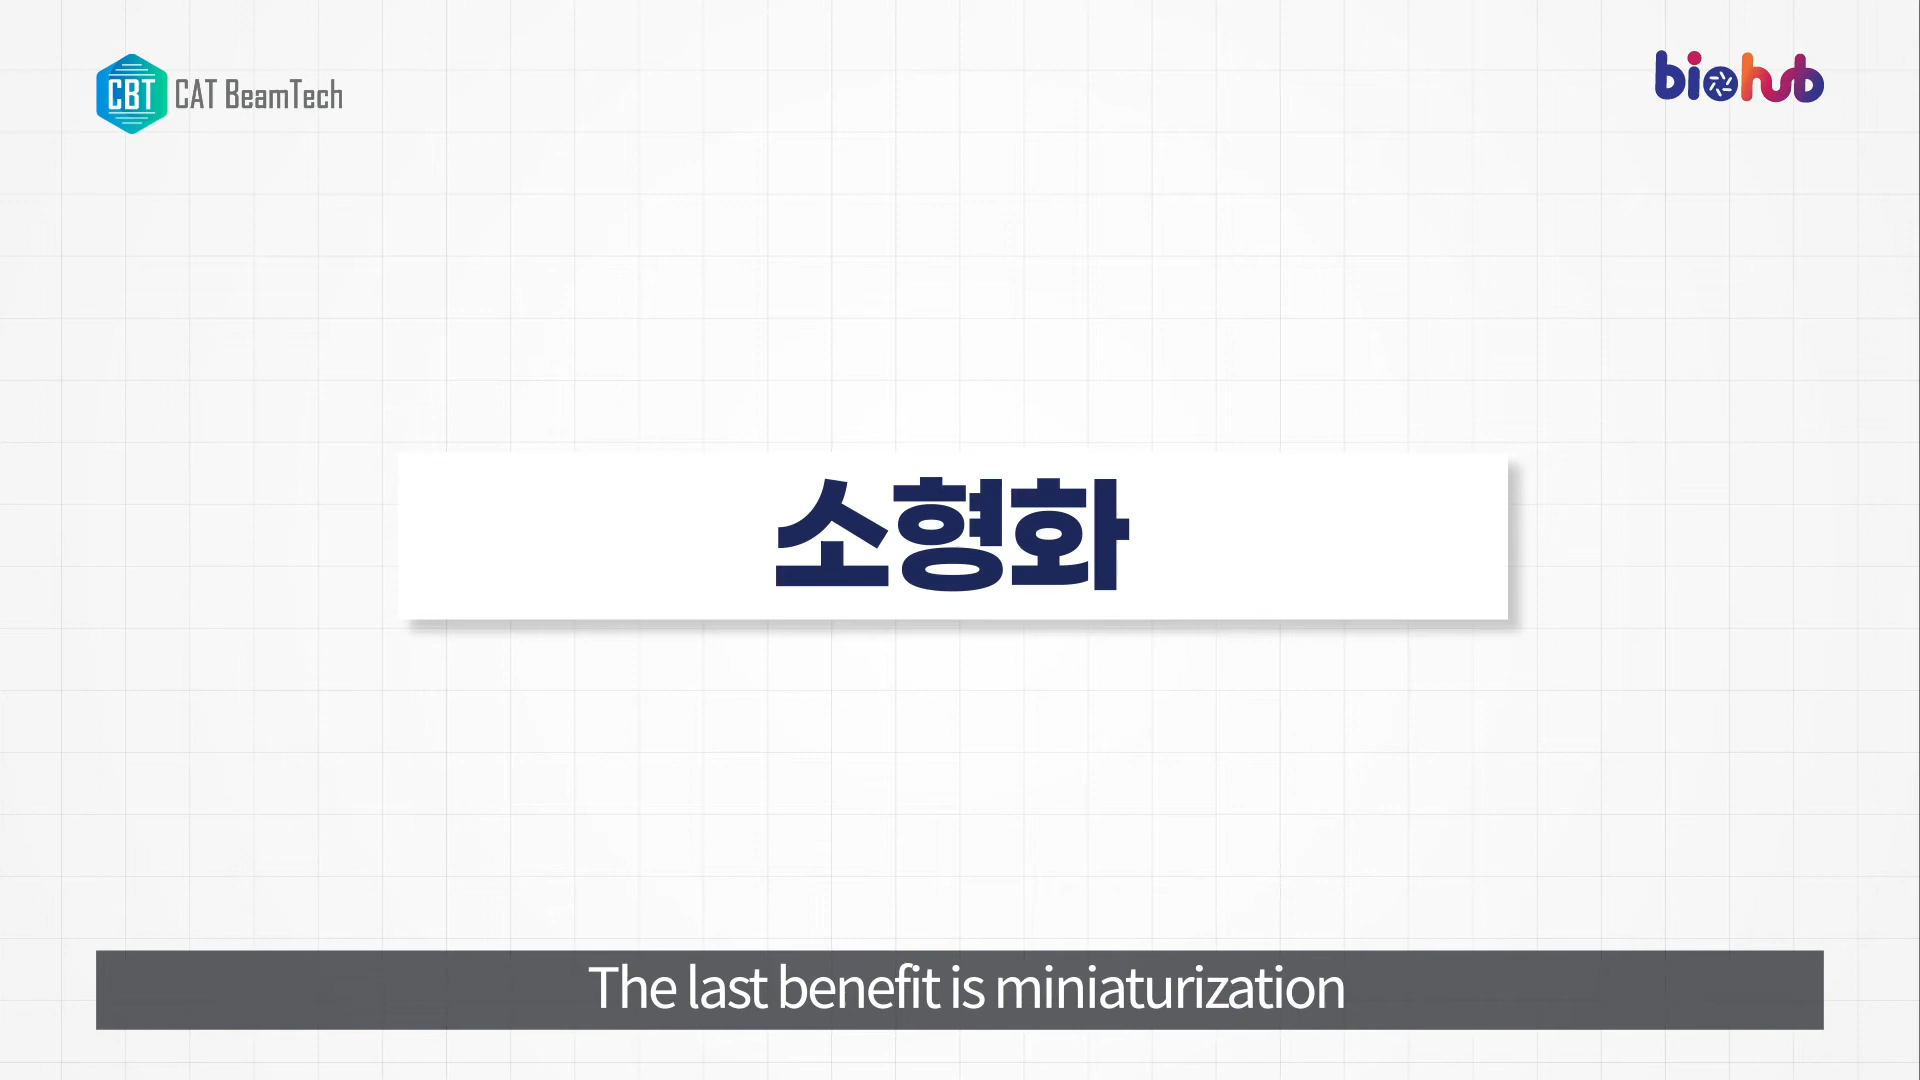 CBT CAT BeamTech
biohub
소형화
The last benefit is miniaturization